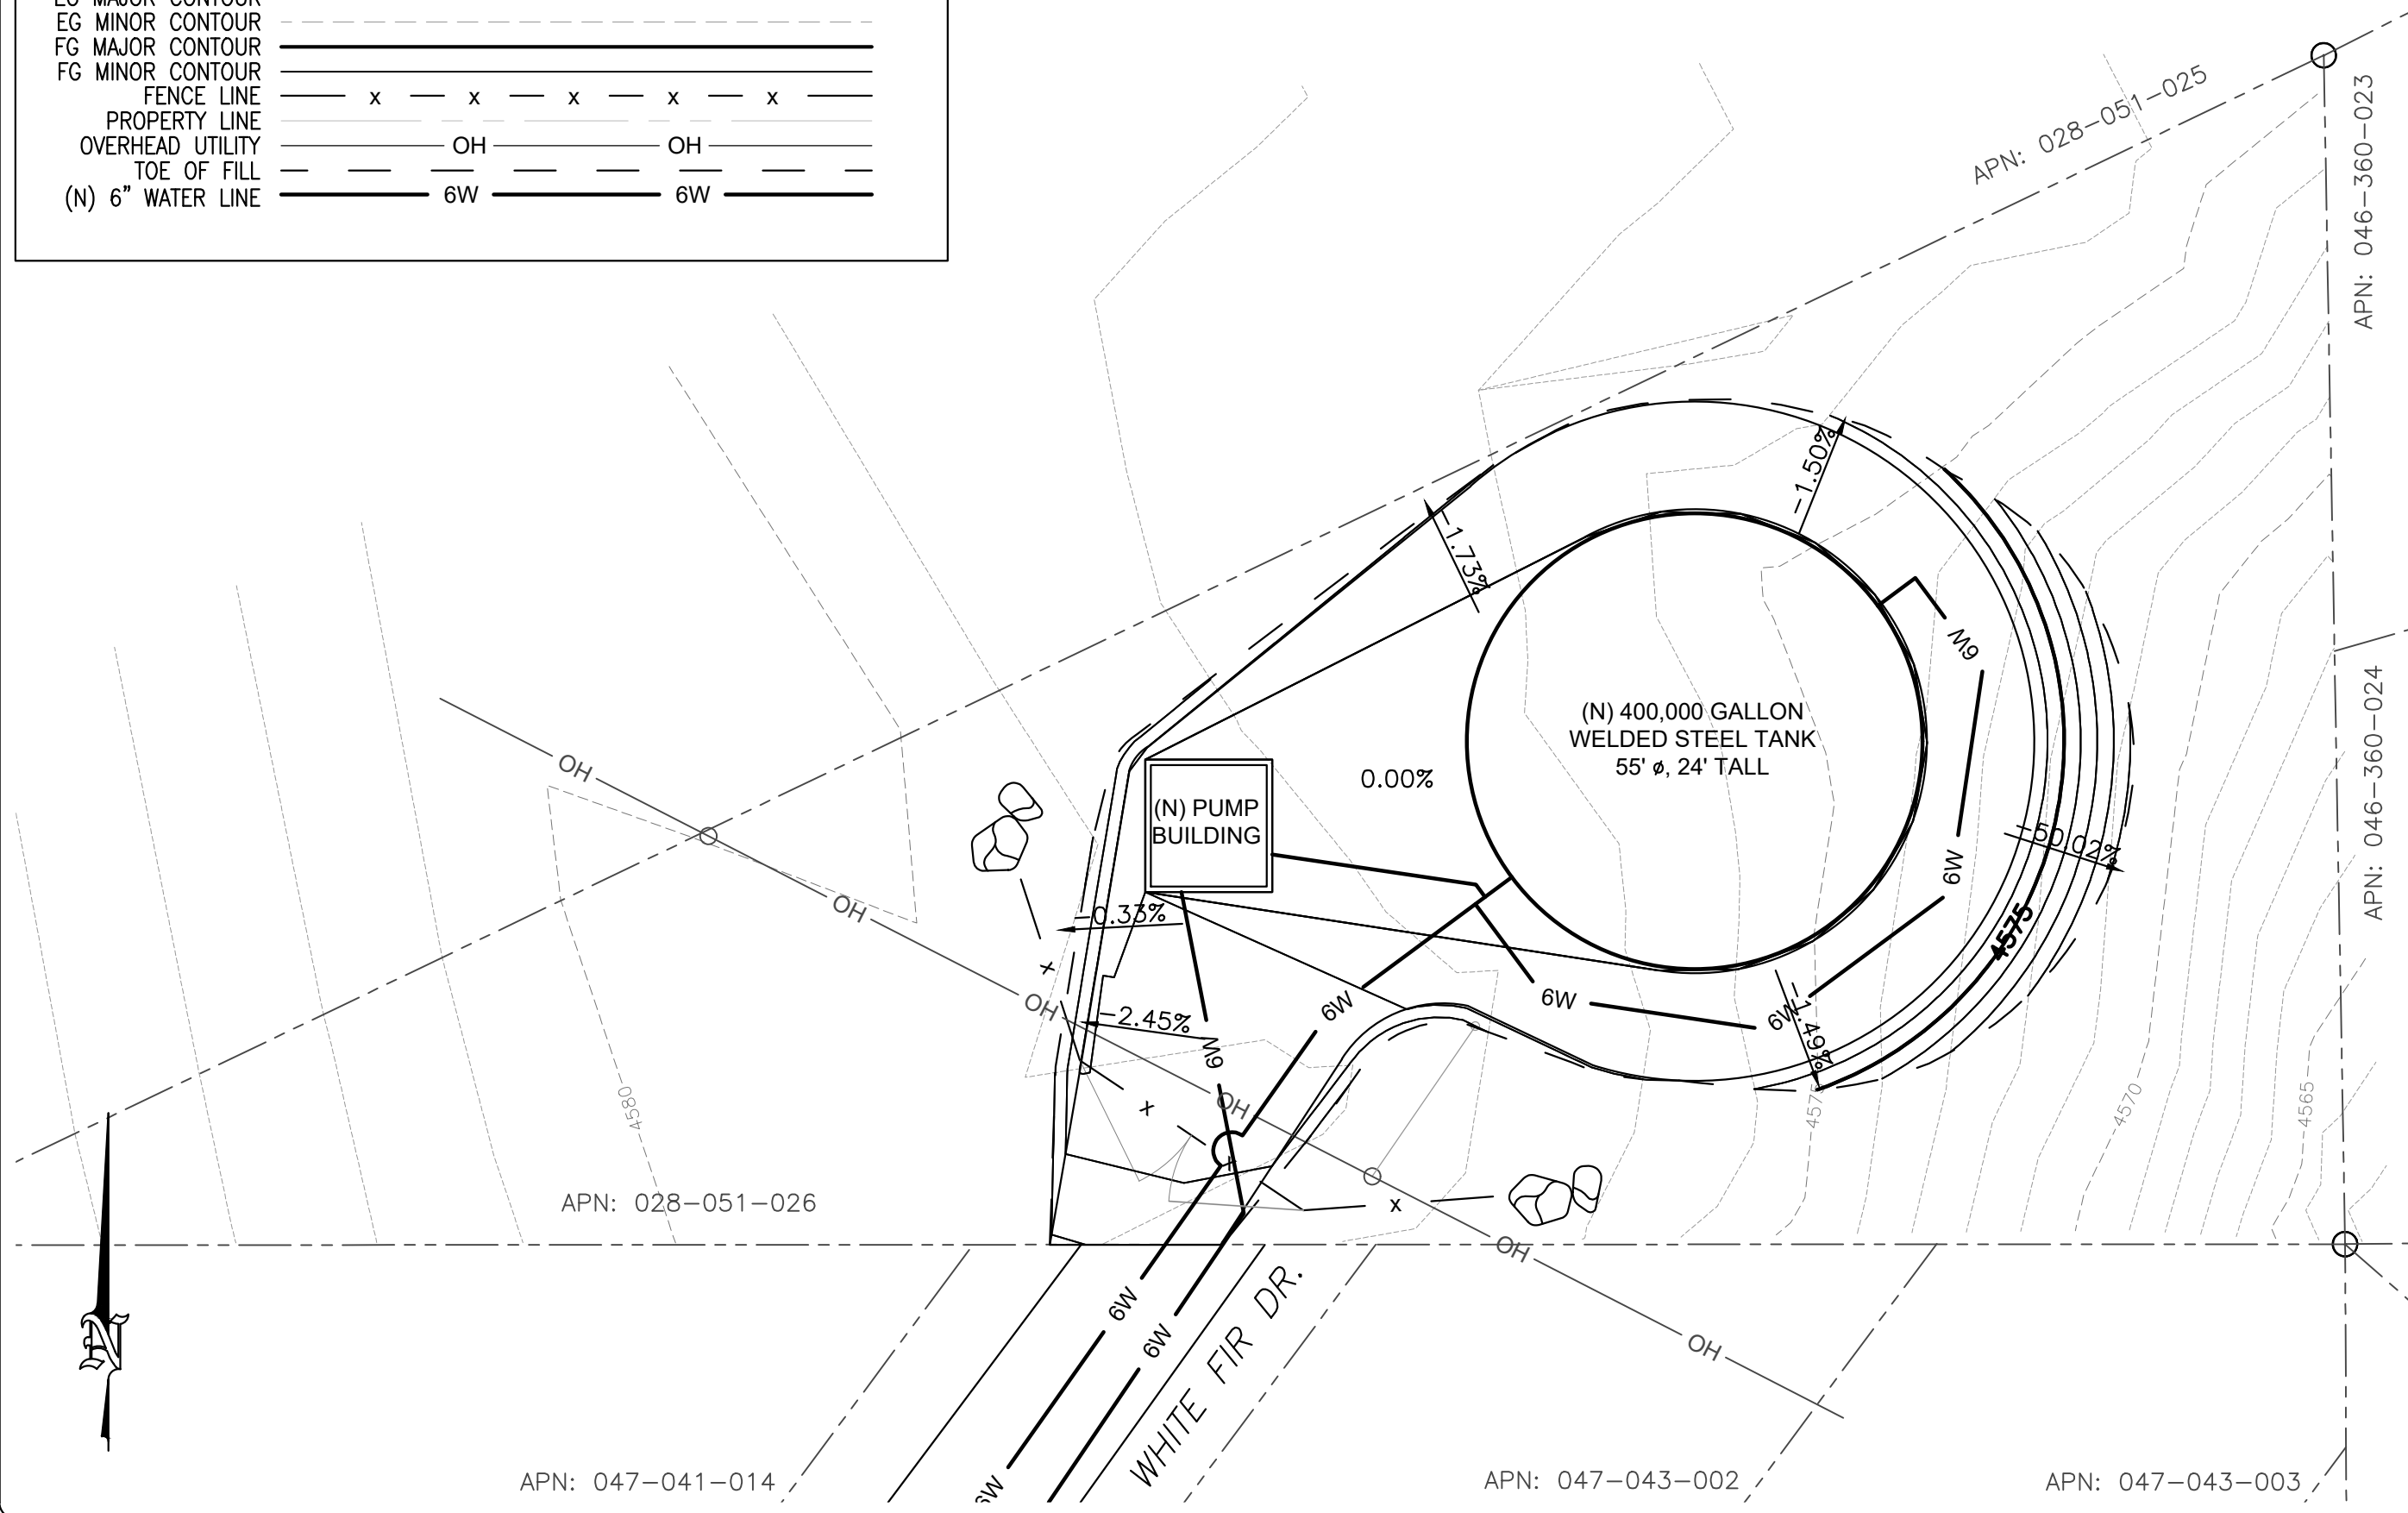 EG MAJOR CONTOUR
EG MINOR CONTOUR
FG MAJOR CONTOUR
FG MINOR CONTOUR
FENCE LINE x x x x x
PROPERTY LINE
OVERHEAD UTILITY OH OH
TOE OF FILL
(N) 6" WATER LINE 6W 6W
APN: 028-051-025
APN: 046-360-023
-1.50%
-1.73%
6W
(N) 400,000 GALLON
WELDED STEEL TANK
55' ø, 24' TALL
APN: 046-360-024
OH
0.00%
(N) PUMP
BUILDING
-50.02%
6W
OH
-0.33%
4575
x
OH
-2.45%
6W
6W
6W
6W
-1.49%
x
OH
4580
4570
4565
APN: 028-051-026
x
OH
6W
6W
WHITE FIR DR.
OH
N
6W
APN: 047-041-014
APN: 047-043-002
APN: 047-043-003